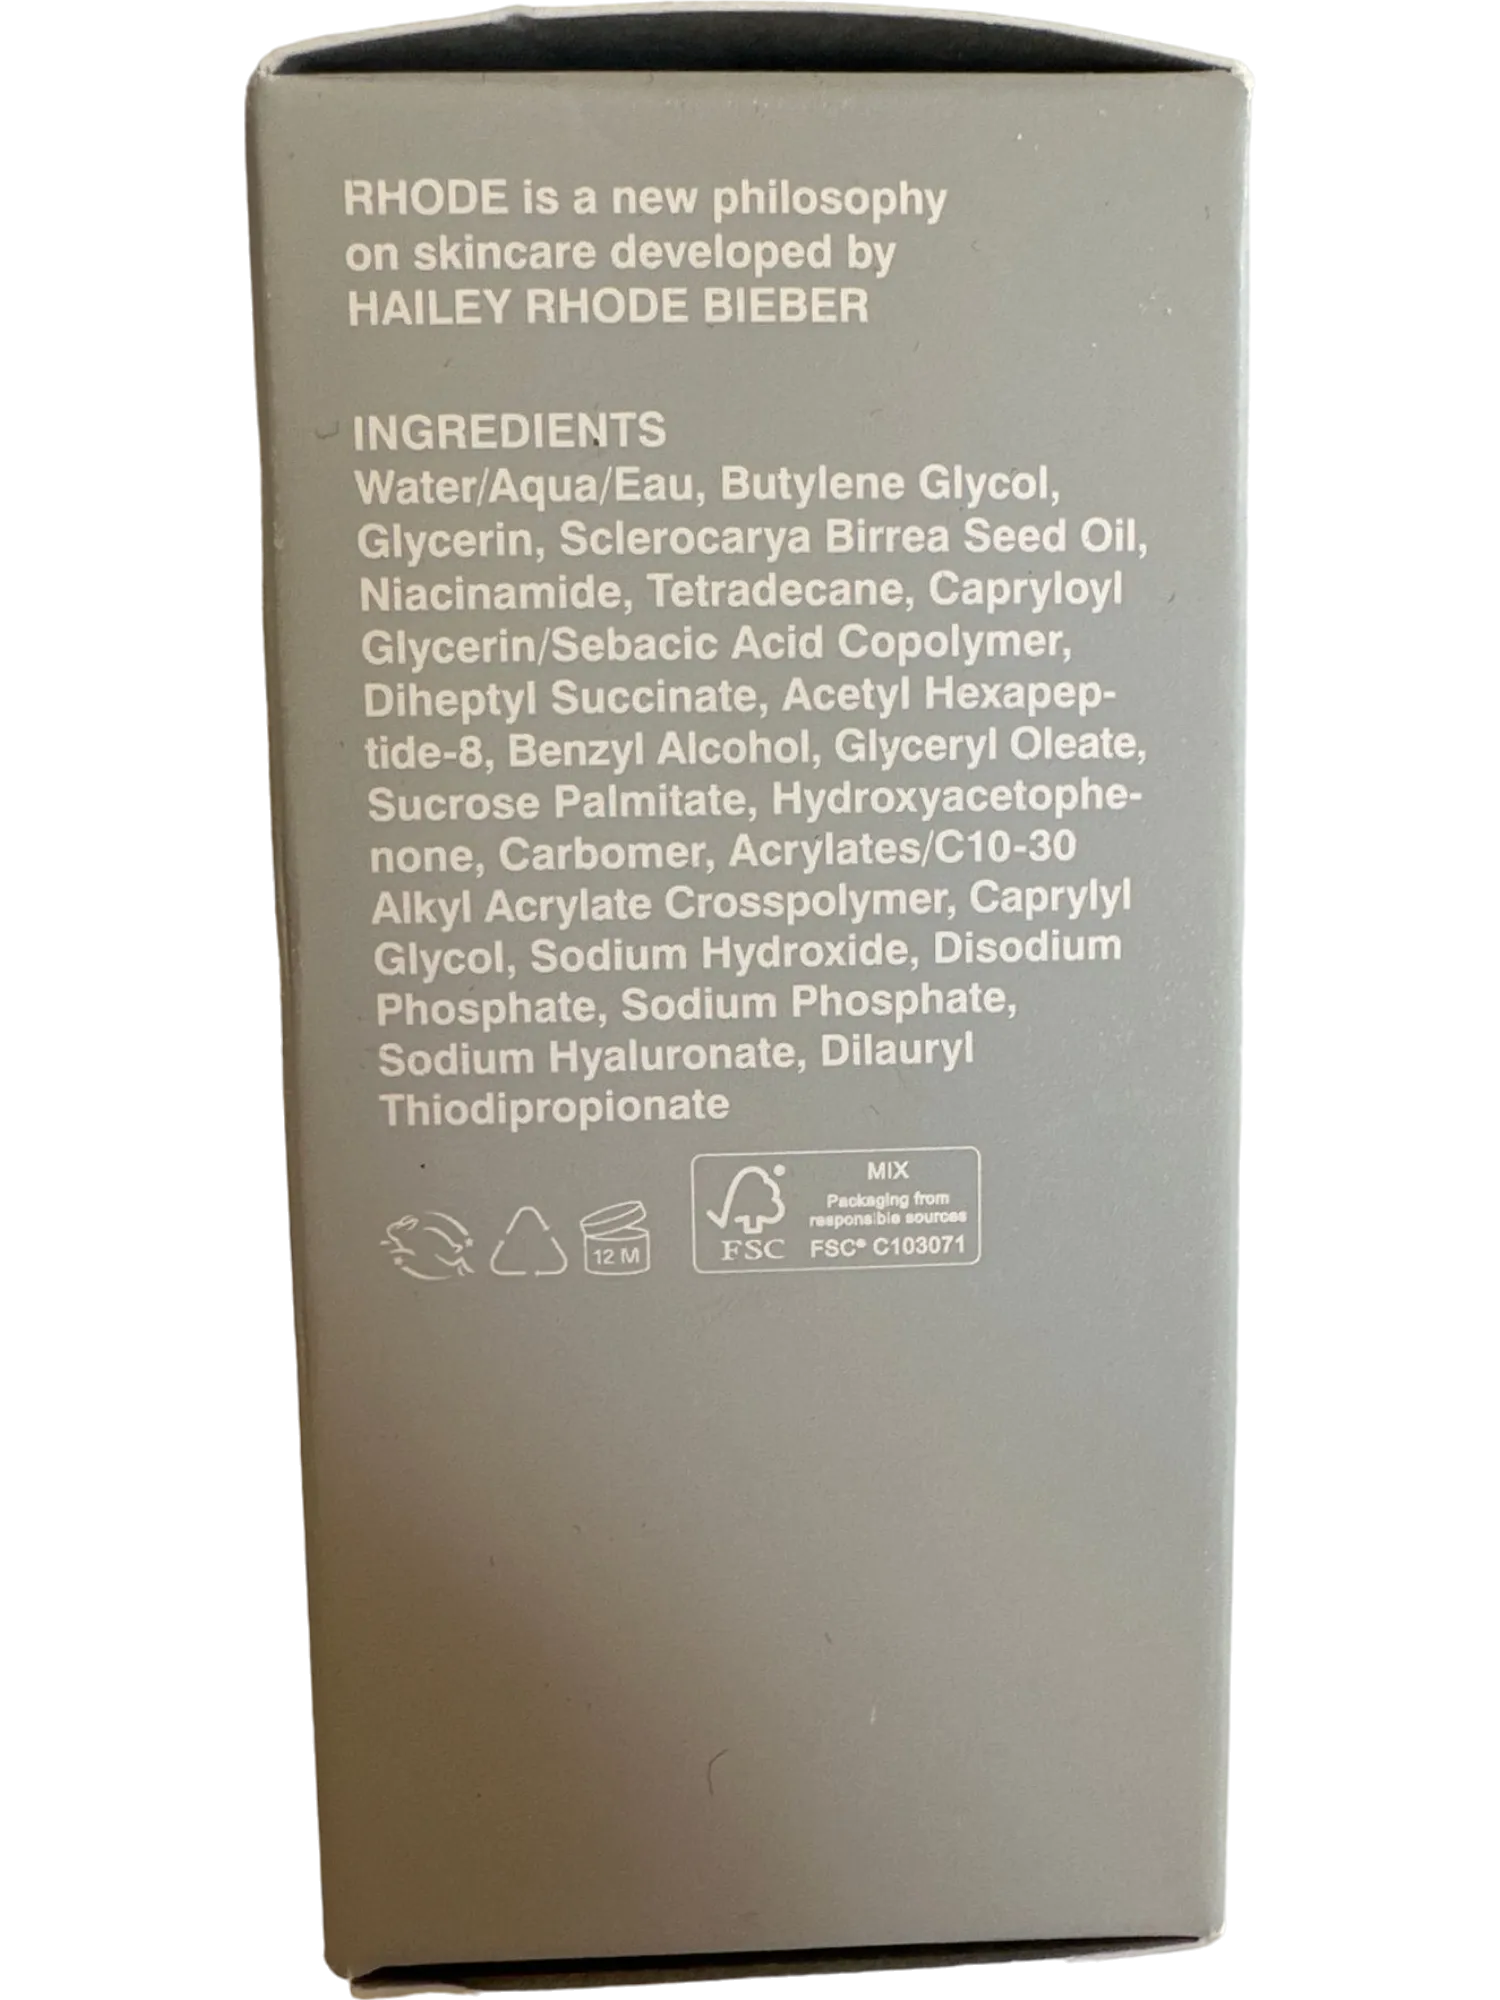 RHODE is a new philosophy
on skincare developed by
HAILEY RHODE BIEBER
INGREDIENTS
Water/Aqua/Eau, Butylene Glycol,
Glycerin, Sclerocarya Birrea Seed Oil,
Niacinamide, Tetradecane, Capryloyl
Glycerin/Sebacic Acid Copolymer,
Diheptyl Succinate, Acetyl Hexapep-
tide-8, Benzyl Alcohol, Glyceryl Oleate,
Sucrose Palmitate, Hydroxyacetophe-
none, Carbomer, Acrylates/C10-30
Alkyl Acrylate Crosspolymer, Caprylyl
Glycol, Sodium Hydroxide, Disodium
Phosphate, Sodium Phosphate,
Sodium Hyaluronate, Dilauryl
Thiodipropionate
12 M
FSC
MIX
Packaging from
responsible sources
FSC® C103071